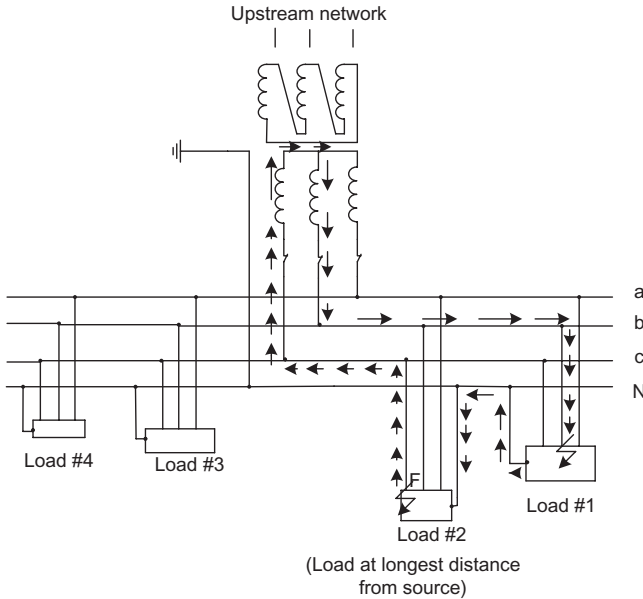 Upstream network
a
b
c
N
F
Load #4
Load #3
Load #1
Load #2
(Load at longest distance
from source)